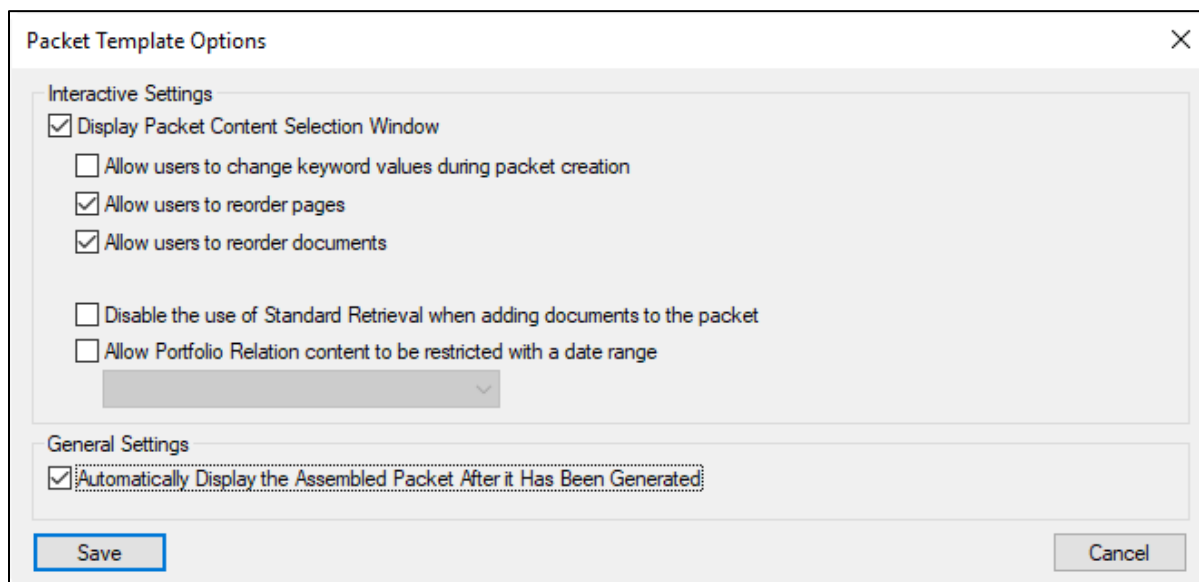 Packet Template Options
Interactive Settings
Display Packet Content Selection Window
Allow users to change keyword values during packet creation
Allow users to reorder pages
Allow users to reorder documents
Disable the use of Standard Retrieval when adding documents to the packet
Allow Portfolio Relation content to be restricted with a date range
General Settings
Automatically Display the Assembled Packet After it Has Been Generated
Save Cancel